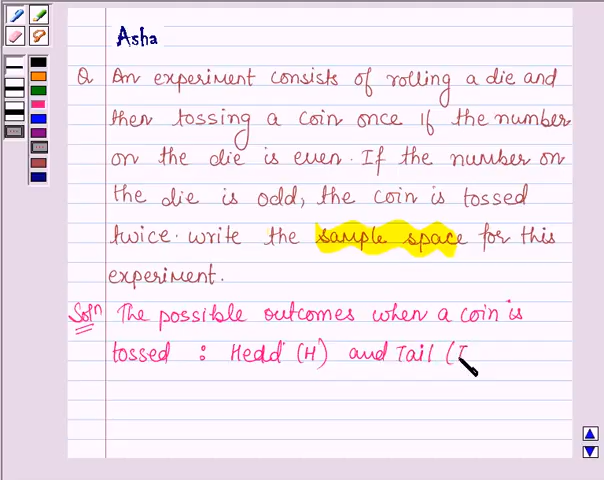 Asha
Q An experiment consists of rolling a die and
then tossing a coin once if the number
on the die is even. If the number on
the die is odd, the coin is tossed
twice. write the sample space for this
experiment.
Soln The possible outcomes when a coin is
tossed : Hedd (H) and Tail (T